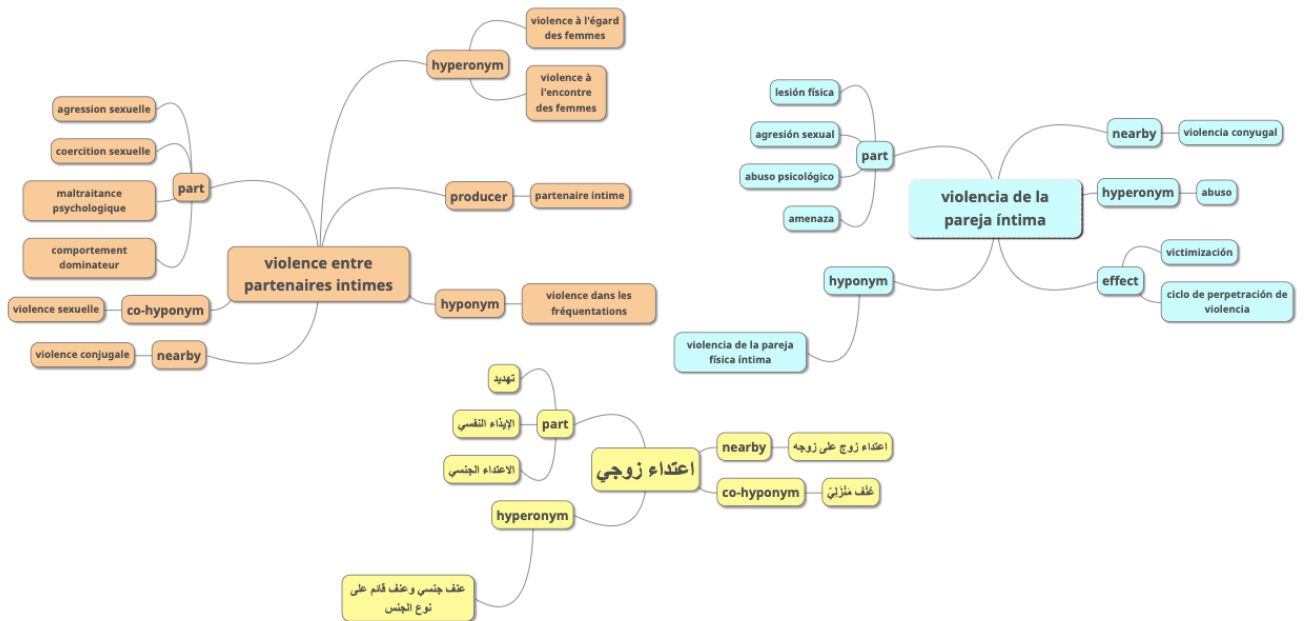 violence à l'égard
des femmes
hyperonym
violence à
l'encontre
des femmes
agression sexuelle
coercition sexuelle
part
maltraitance
psychologique
comportement
dominateur
producer
partenaire intime
violence entre
partenaires intimes
hyponym
violence dans les
fréquentations
violence sexuelle
co-hyponym
violence conjugale
nearby
lesión física
agresión sexual
part
abuso psicológico
amenaza
nearby
violencia conyugal
violencia de la
pareja íntima
hyperonym
abuso
victimización
effect
ciclo de perpetración de
violencia
hyponym
violencia de la pareja
física íntima
تهديد
الإيذاء النفسي
part
الاعتداء الجنسي
اعتداء زوجي
nearby
اعتداء زوج على زوجه
co-hyponym
عُنْف مَنْزَلِيّ
hyperonym
عنف جنسي وعنف قائم على
نوع الجنس